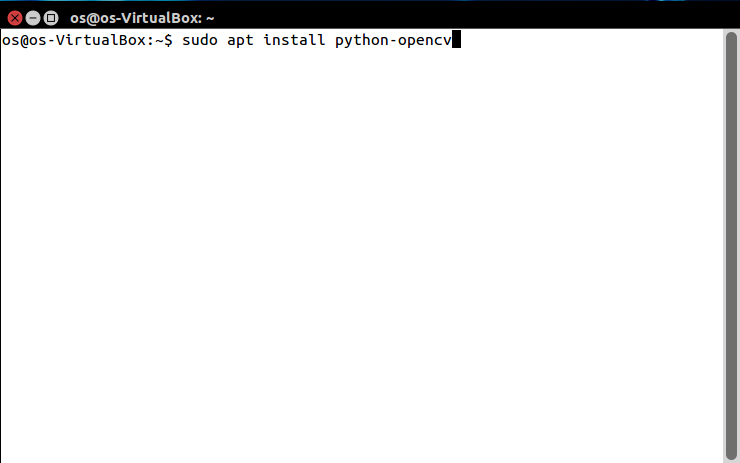 os@os-VirtualBox: ~
os@os-VirtualBox:~$ sudo apt install python-opencv